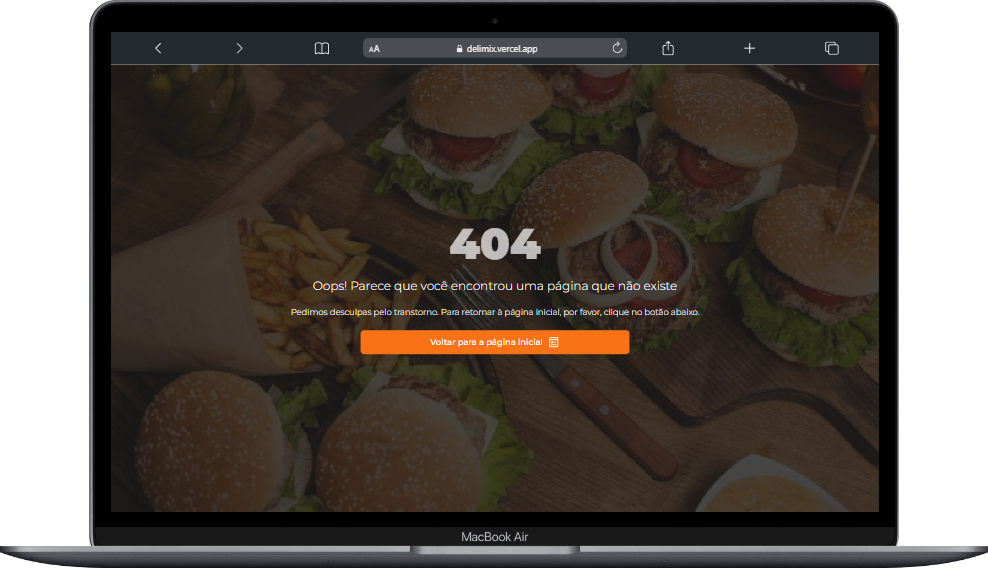 AA
delimix.vercel.app
404
Oops! Parece que você encontrou uma página que não existe
Pedimos desculpas pelo transtorno. Para retornar à página inicial, por favor, clique no botão abaixo.
Voltar para a página inicial
MacBook Air